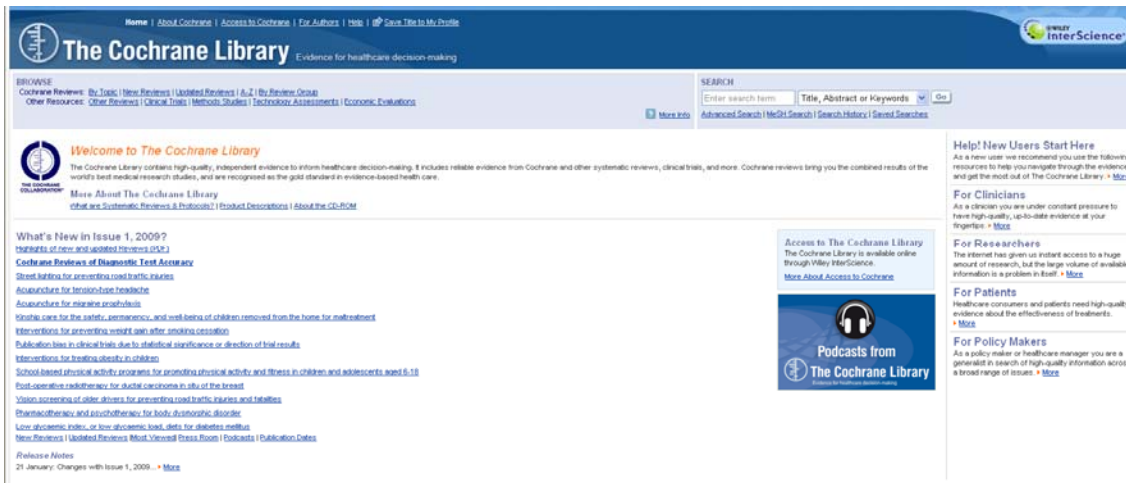 Home | About Cochrane | Access to Cochrane | For Authors | Help | Save Title to My Profile
The Cochrane Library Evidence for healthcare decision-making
WILEY
InterScience
BROWSE
Cochrane Reviews: By Topic | New Reviews | Updated Reviews | A-Z | By Review Group
Other Resources: Other Reviews | Clinical Trials | Methods Studies | Technology Assessments | Economic Evaluations
More Info
SEARCH
Enter search term Title, Abstract or Keywords Go
Advanced Search | MeSH Search | Search History | Saved Searches
THE COCHRANE
COLLABORATION
Welcome to The Cochrane Library
The Cochrane Library contains high-quality, independent evidence to inform healthcare decision-making. It includes reliable evidence from Cochrane and other systematic reviews, clinical trials, and more. Cochrane reviews bring you the combined results of the
world's best medical research studies, and are recognised as the gold standard in evidence-based health care.
More About The Cochrane Library
What are Systematic Reviews & Protocols? | Product Descriptions | About the CD-ROM
What's New in Issue 1, 2009?
Highlights of new and updated Reviews (PDF)
Cochrane Reviews of Diagnostic Test Accuracy
Street lighting for preventing road traffic injuries
Acupuncture for tension-type headache
Acupuncture for migraine prophylaxis
Kinship care for the safety, permanency, and well-being of children removed from the home for maltreatment
Interventions for preventing weight gain after smoking cessation
Publication bias in clinical trials due to statistical significance or direction of trial results
Interventions for treating obesity in children
School-based physical activity programs for promoting physical activity and fitness in children and adolescents aged 6-18
Post-operative radiotherapy for ductal carcinoma in situ of the breast
Vision screening of older drivers for preventing road traffic injuries and fatalities
Pharmacotherapy and psychotherapy for body dysmorphic disorder
Low glycaemic index, or low glycaemic load, diets for diabetes mellitus
New Reviews | Updated Reviews |Most Viewed| Press Room | Podcasts | Publication Dates
Release Notes
21 January: Changes with Issue 1, 2009... More
Access to The Cochrane Library
The Cochrane Library is available online
through Wiley InterScience.
More About Access to Cochrane
Podcasts from
The Cochrane Library
Evidence for healthcare decision-making
Help! New Users Start Here
As a new user we recommend you use the followin
resources to help you navigate through the evidence
and get the most out of The Cochrane Library. Mor
For Clinicians
As a clinician you are under constant pressure to
have high-quality, up-to-date evidence at your
fingertips. More
For Researchers
The internet has given us instant access to a huge
amount of research, but the large volume of availabl
information is a problem in itself. More
For Patients
Healthcare consumers and patients need high-quality
evidence about the effectiveness of treatments.
More
For Policy Makers
As a policy maker or healthcare manager you are a
generalist in search of high-quality information acros
a broad range of issues. More